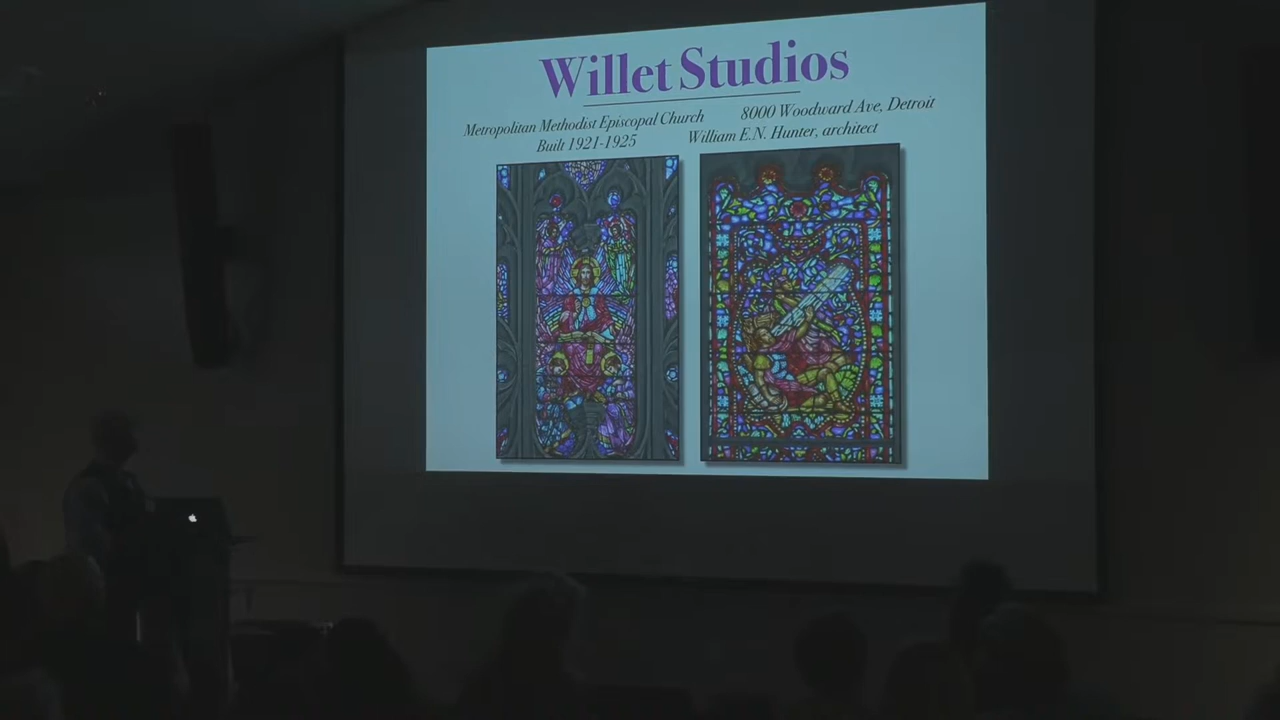 Willet Studios
Metropolitan Methodist Episcopal Church
8000 Woodward Ave, Detroit
Built 1921-1925
William E.N. Hunter, architect